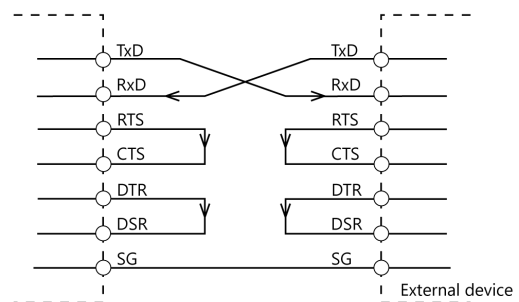 TxD TxD
RxD RxD
RTS RTS
CTS CTS
DTR DTR
DSR DSR
SG SG
External device